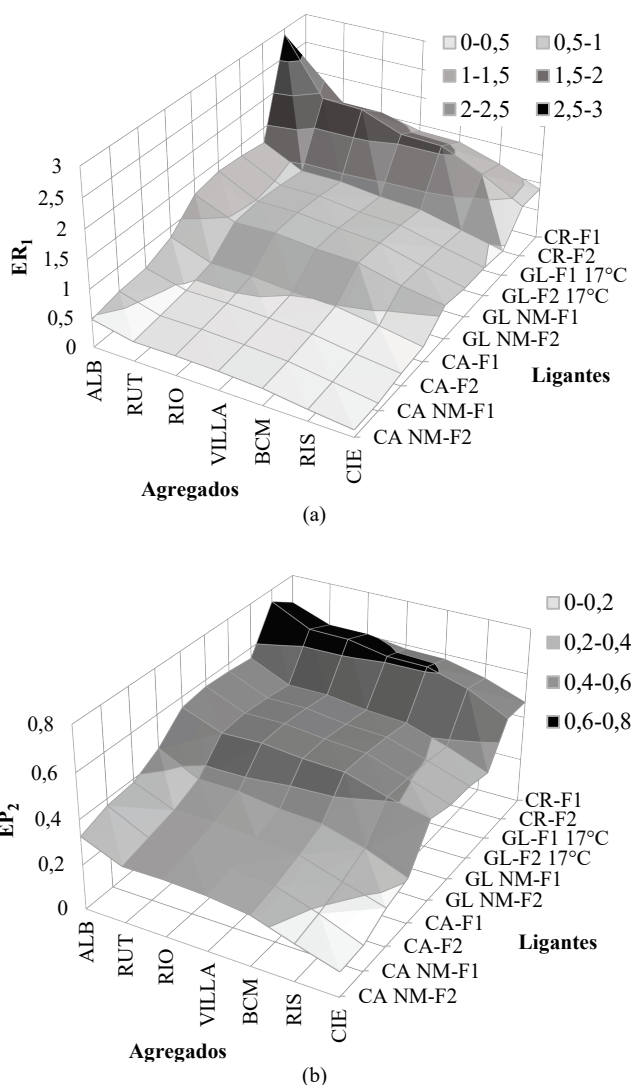 0-0,5 0,5-1
1-1,5 1,5-2
2-2,5 2,5-3
3
2,5
2
1,5
1
0,5
0
ER1
ALB
RUT
RIO
VILLA
BCM
RIS
CIE
Agregados
CR-F1
CR-F2
GL-F1 17°C
GL-F2 17°C
GL NM-F1
GL NM-F2
CA-F1
CA-F2
CA NM-F1
CA NM-F2
Ligantes
(a)
0-0,2
0,2-0,4
0,4-0,6
0,6-0,8
0,8
0,6
0,4
0,2
0
EP2
ALB
RUT
RIO
VILLA
BCM
RIS
CIE
Agregados
CR-F1
CR-F2
GL-F1 17°C
GL-F2 17°C
GL NM-F1
GL NM-F2
CA-F1
CA-F2
CA NM-F1
CA NM-F2
Ligantes
(b)